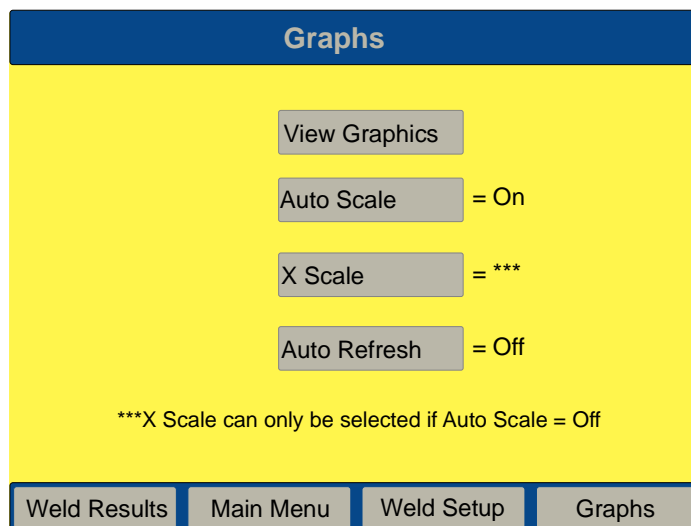 Graphs
View Graphics
Auto Scale = On
X Scale = ***
Auto Refresh = Off
***X Scale can only be selected if Auto Scale = Off
Weld Results Main Menu Weld Setup Graphs